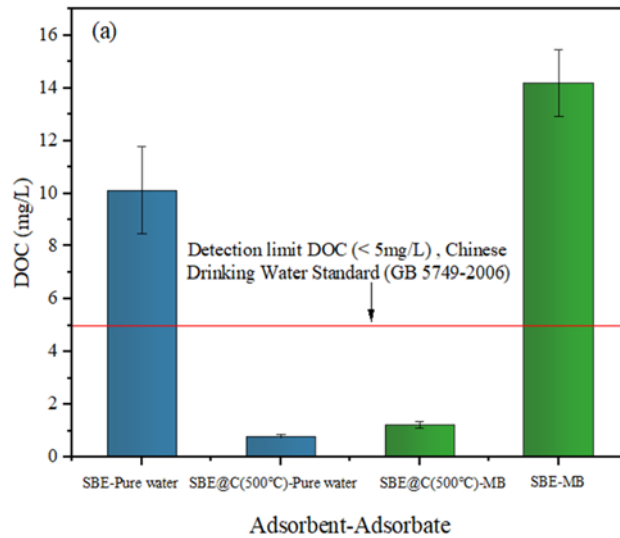 (a)
16
14
12
10
8
6
4
2
0
DOC (mg/L)
Detection limit DOC (< 5mg/L) , Chinese
Drinking Water Standard (GB 5749-2006)
SBE-Pure water
SBE@C(500℃)-Pure water
SBE@C(500℃)-MB
SBE-MB
Adsorbent-Adsorbate